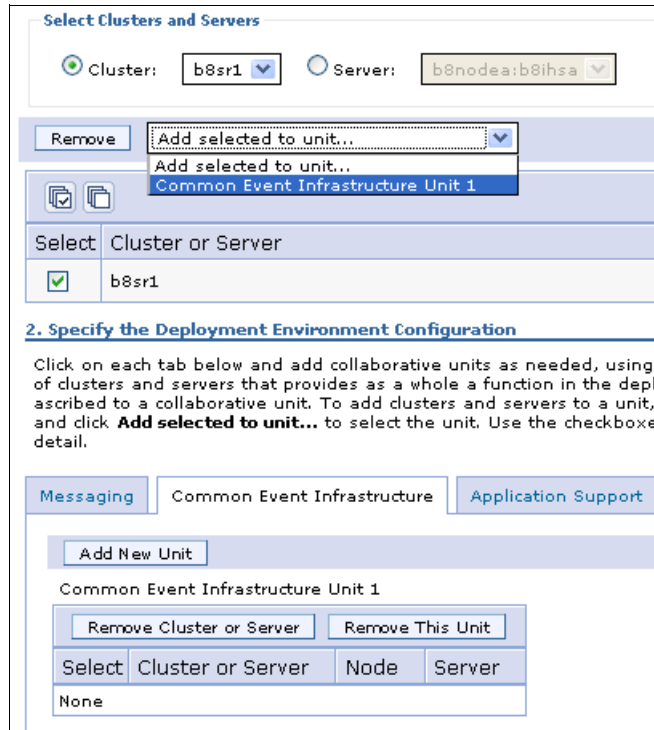 Select Clusters and Servers
Cluster: b8sr1 Server: b8nodea:b8ihsa
Remove Add selected to unit...
Add selected to unit...
Common Event Infrastructure Unit 1
Select Cluster or Server
b8sr1
2. Specify the Deployment Environment Configuration
Click on each tab below and add collaborative units as needed, using
of clusters and servers that provides as a whole a function in the depl
ascribed to a collaborative unit. To add clusters and servers to a unit,
and click Add selected to unit... to select the unit. Use the checkboxe
detail.
Messaging Common Event Infrastructure Application Support
Add New Unit
Common Event Infrastructure Unit 1
Remove Cluster or Server Remove This Unit
Select Cluster or Server Node Server
None